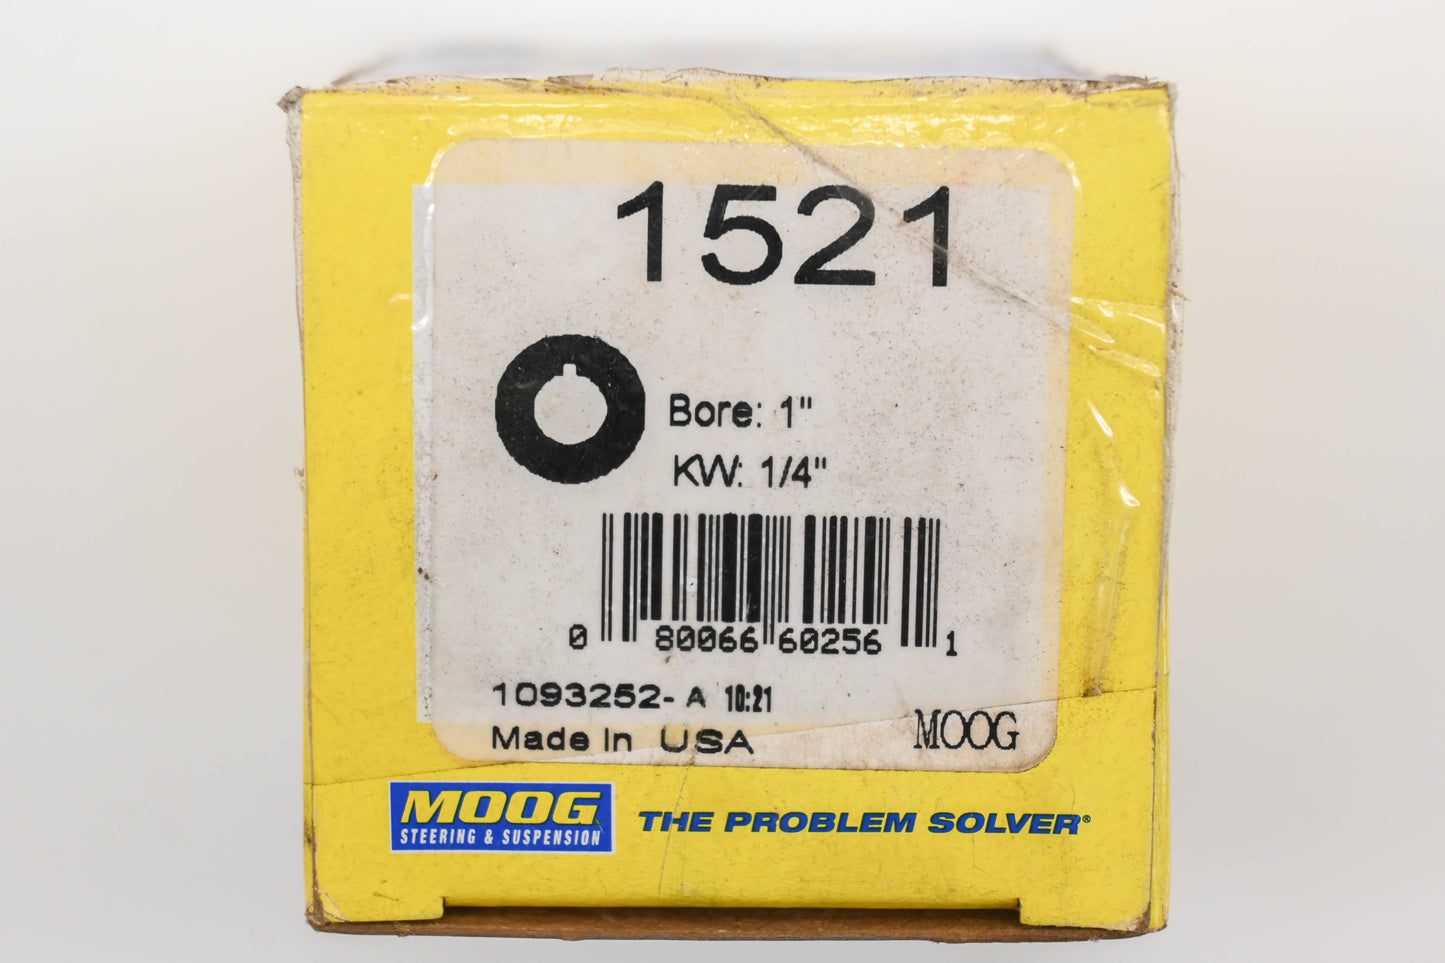 1521
Bore: 1"
KW: 1/4"
0 80066 60256 1
1093252- A 10:21
Made In USA
MOOG
MOOG
STEERING & SUSPENSION
THE PROBLEM SOLVER®